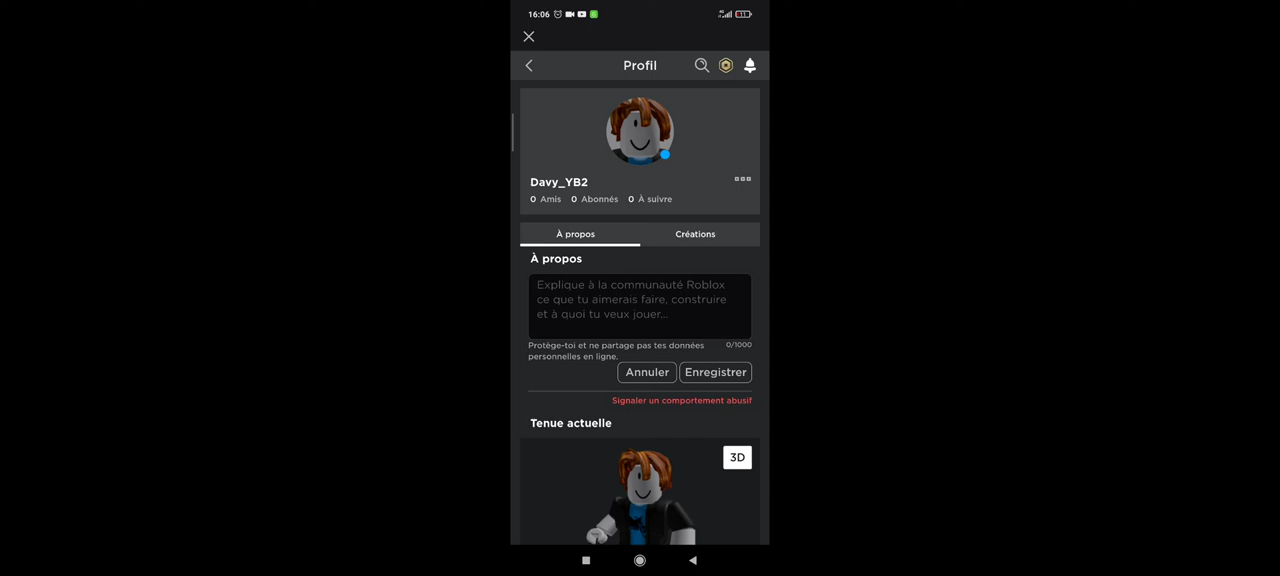 16:06
4G 11
Profil
Davy_YB2
0 Amis 0 Abonnés 0 À suivre
À propos Créations
À propos
Explique à la communauté Roblox
ce que tu aimerais faire, construire
et à quoi tu veux jouer...
Protège-toi et ne partage pas tes données
personnelles en ligne.
0/1000
Annuler Enregistrer
Signaler un comportement abusif
Tenue actuelle
3D